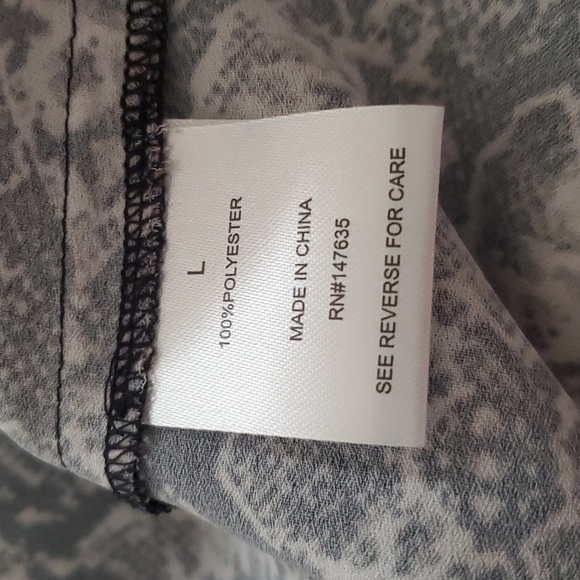 L
100%POLYESTER
MADE IN CHINA
RN#147635
SEE REVERSE FOR CARE